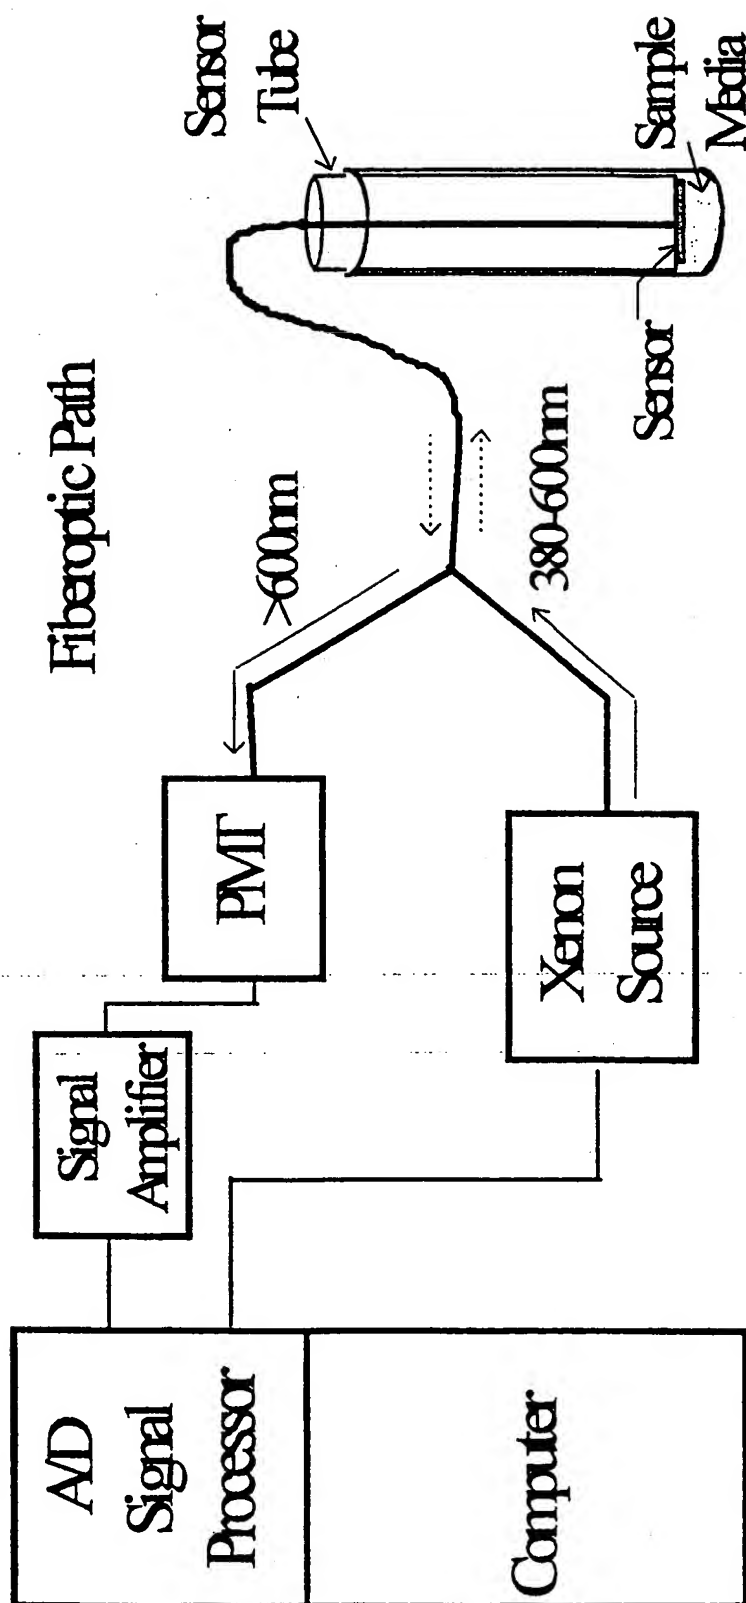 Fiberoptic Path
Sensor
Tube
>600nm
380-600nm
Sensor
Sample
Media
PMT
Xenon
Source
Signal
Amplifier
A/D
Signal
Processor
Computer